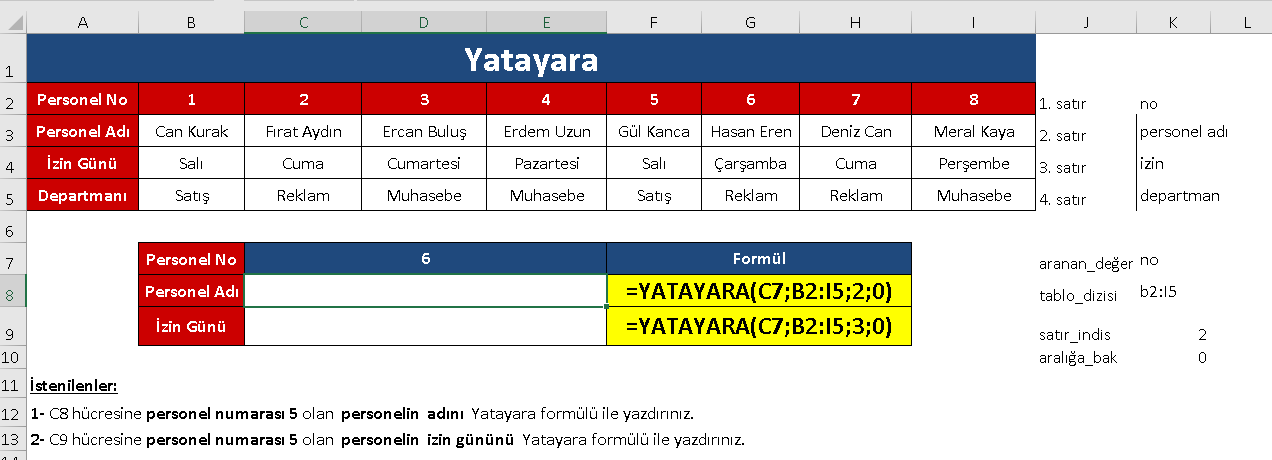 A B C D E F G H I J K L
1 Yatayara
2 Personel No 1 2 3 4 5 6 7 8 1. satır no
3 Personel Adı Can Kurak Fırat Aydın Ercan Buluş Erdem Uzun Gül Kanca Hasan Eren Deniz Can Meral Kaya 2. satır personel adı
4 İzin Günü Salı Cuma Cumartesi Pazartesi Salı Çarşamba Cuma Perşembe 3. satır izin
5 Departmanı Satış Reklam Muhasebe Muhasebe Satış Reklam Reklam Muhasebe 4. satır departman
6
7 Personel No 6 Formül aranan_değer no
8 Personel Adı =YATAYARA(C7;B2:I5;2;0) tablo_dizisi b2:I5
9 İzin Günü =YATAYARA(C7;B2:I5;3;0) satır_indis 2
10 aralığa_bak 0
11 İstenilenler:
12 1- C8 hücresine personel numarası 5 olan personelin adını Yatayara formülü ile yazdırınız.
13 2- C9 hücresine personel numarası 5 olan personelin izin gününü Yatayara formülü ile yazdırınız.